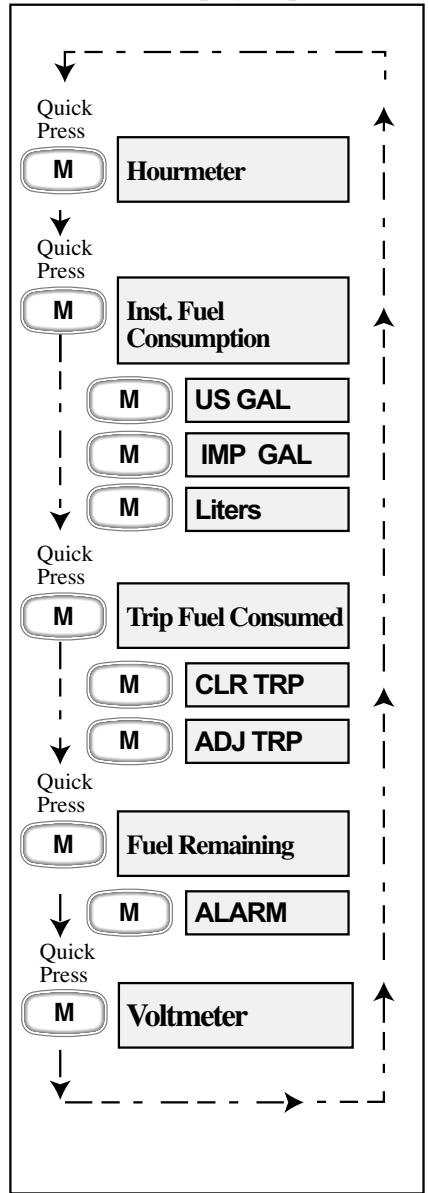 Quick
Press
M
Hourmeter
Quick
Press
M
Inst. Fuel
Consumption
M
US GAL
M
IMP GAL
M
Liters
Quick
Press
M
Trip Fuel Consumed
M
CLR TRP
M
ADJ TRP
Quick
Press
M
Fuel Remaining
M
ALARM
Quick
Press
M
Voltmeter